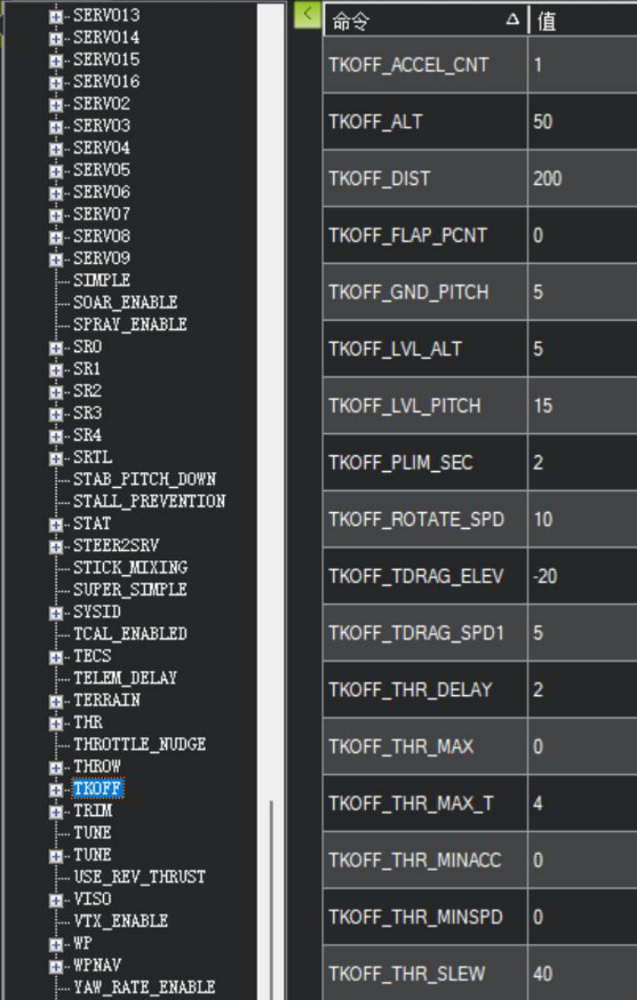 SERVO13
SERVO14
SERVO15
SERVO16
SERVO2
SERVO3
SERVO4
SERVO5
SERVO6
SERVO7
SERVO8
SERVO9
SIMPLE
SOAR_ENABLE
SPRAY_ENABLE
SR0
SR1
SR2
SR3
SR4
SRTL
STAB_PITCH_DOWN
STALL_PREVENTION
STAT
STEER2SRV
STICK_MIXING
SUPER_SIMPLE
SYSID
TCAL_ENABLED
TECS
TELEM_DELAY
TERRAIN
THR
THROTTLE_NUDGE
THROW
TKOFF
TRIM
TUNE
TUNE
USE_REV_THRUST
VISO
VTX_ENABLE
WP
WPNAV
YAW_RATE_ENABLE
命令 值
TKOFF_ACCEL_CNT 1
TKOFF_ALT 50
TKOFF_DIST 200
TKOFF_FLAP_PCNT 0
TKOFF_GND_PITCH 5
TKOFF_LVL_ALT 5
TKOFF_LVL_PITCH 15
TKOFF_PLIM_SEC 2
TKOFF_ROTATE_SPD 10
TKOFF_TDRAG_ELEV -20
TKOFF_TDRAG_SPD1 5
TKOFF_THR_DELAY 2
TKOFF_THR_MAX 0
TKOFF_THR_MAX_T 4
TKOFF_THR_MINACC 0
TKOFF_THR_MINSPD 0
TKOFF_THR_SLEW 40